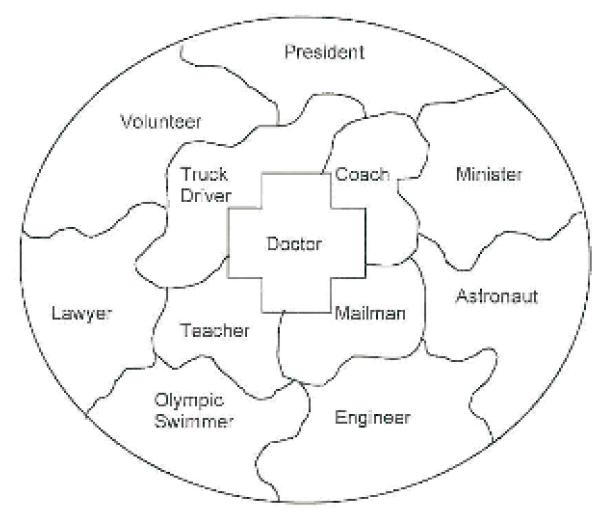 President
Volunteer
Truck
Driver
Coach
Minister
Doctor
Lawyer
Teacher
Mailman
Astronaut
Olympic
Swimmer
Engineer